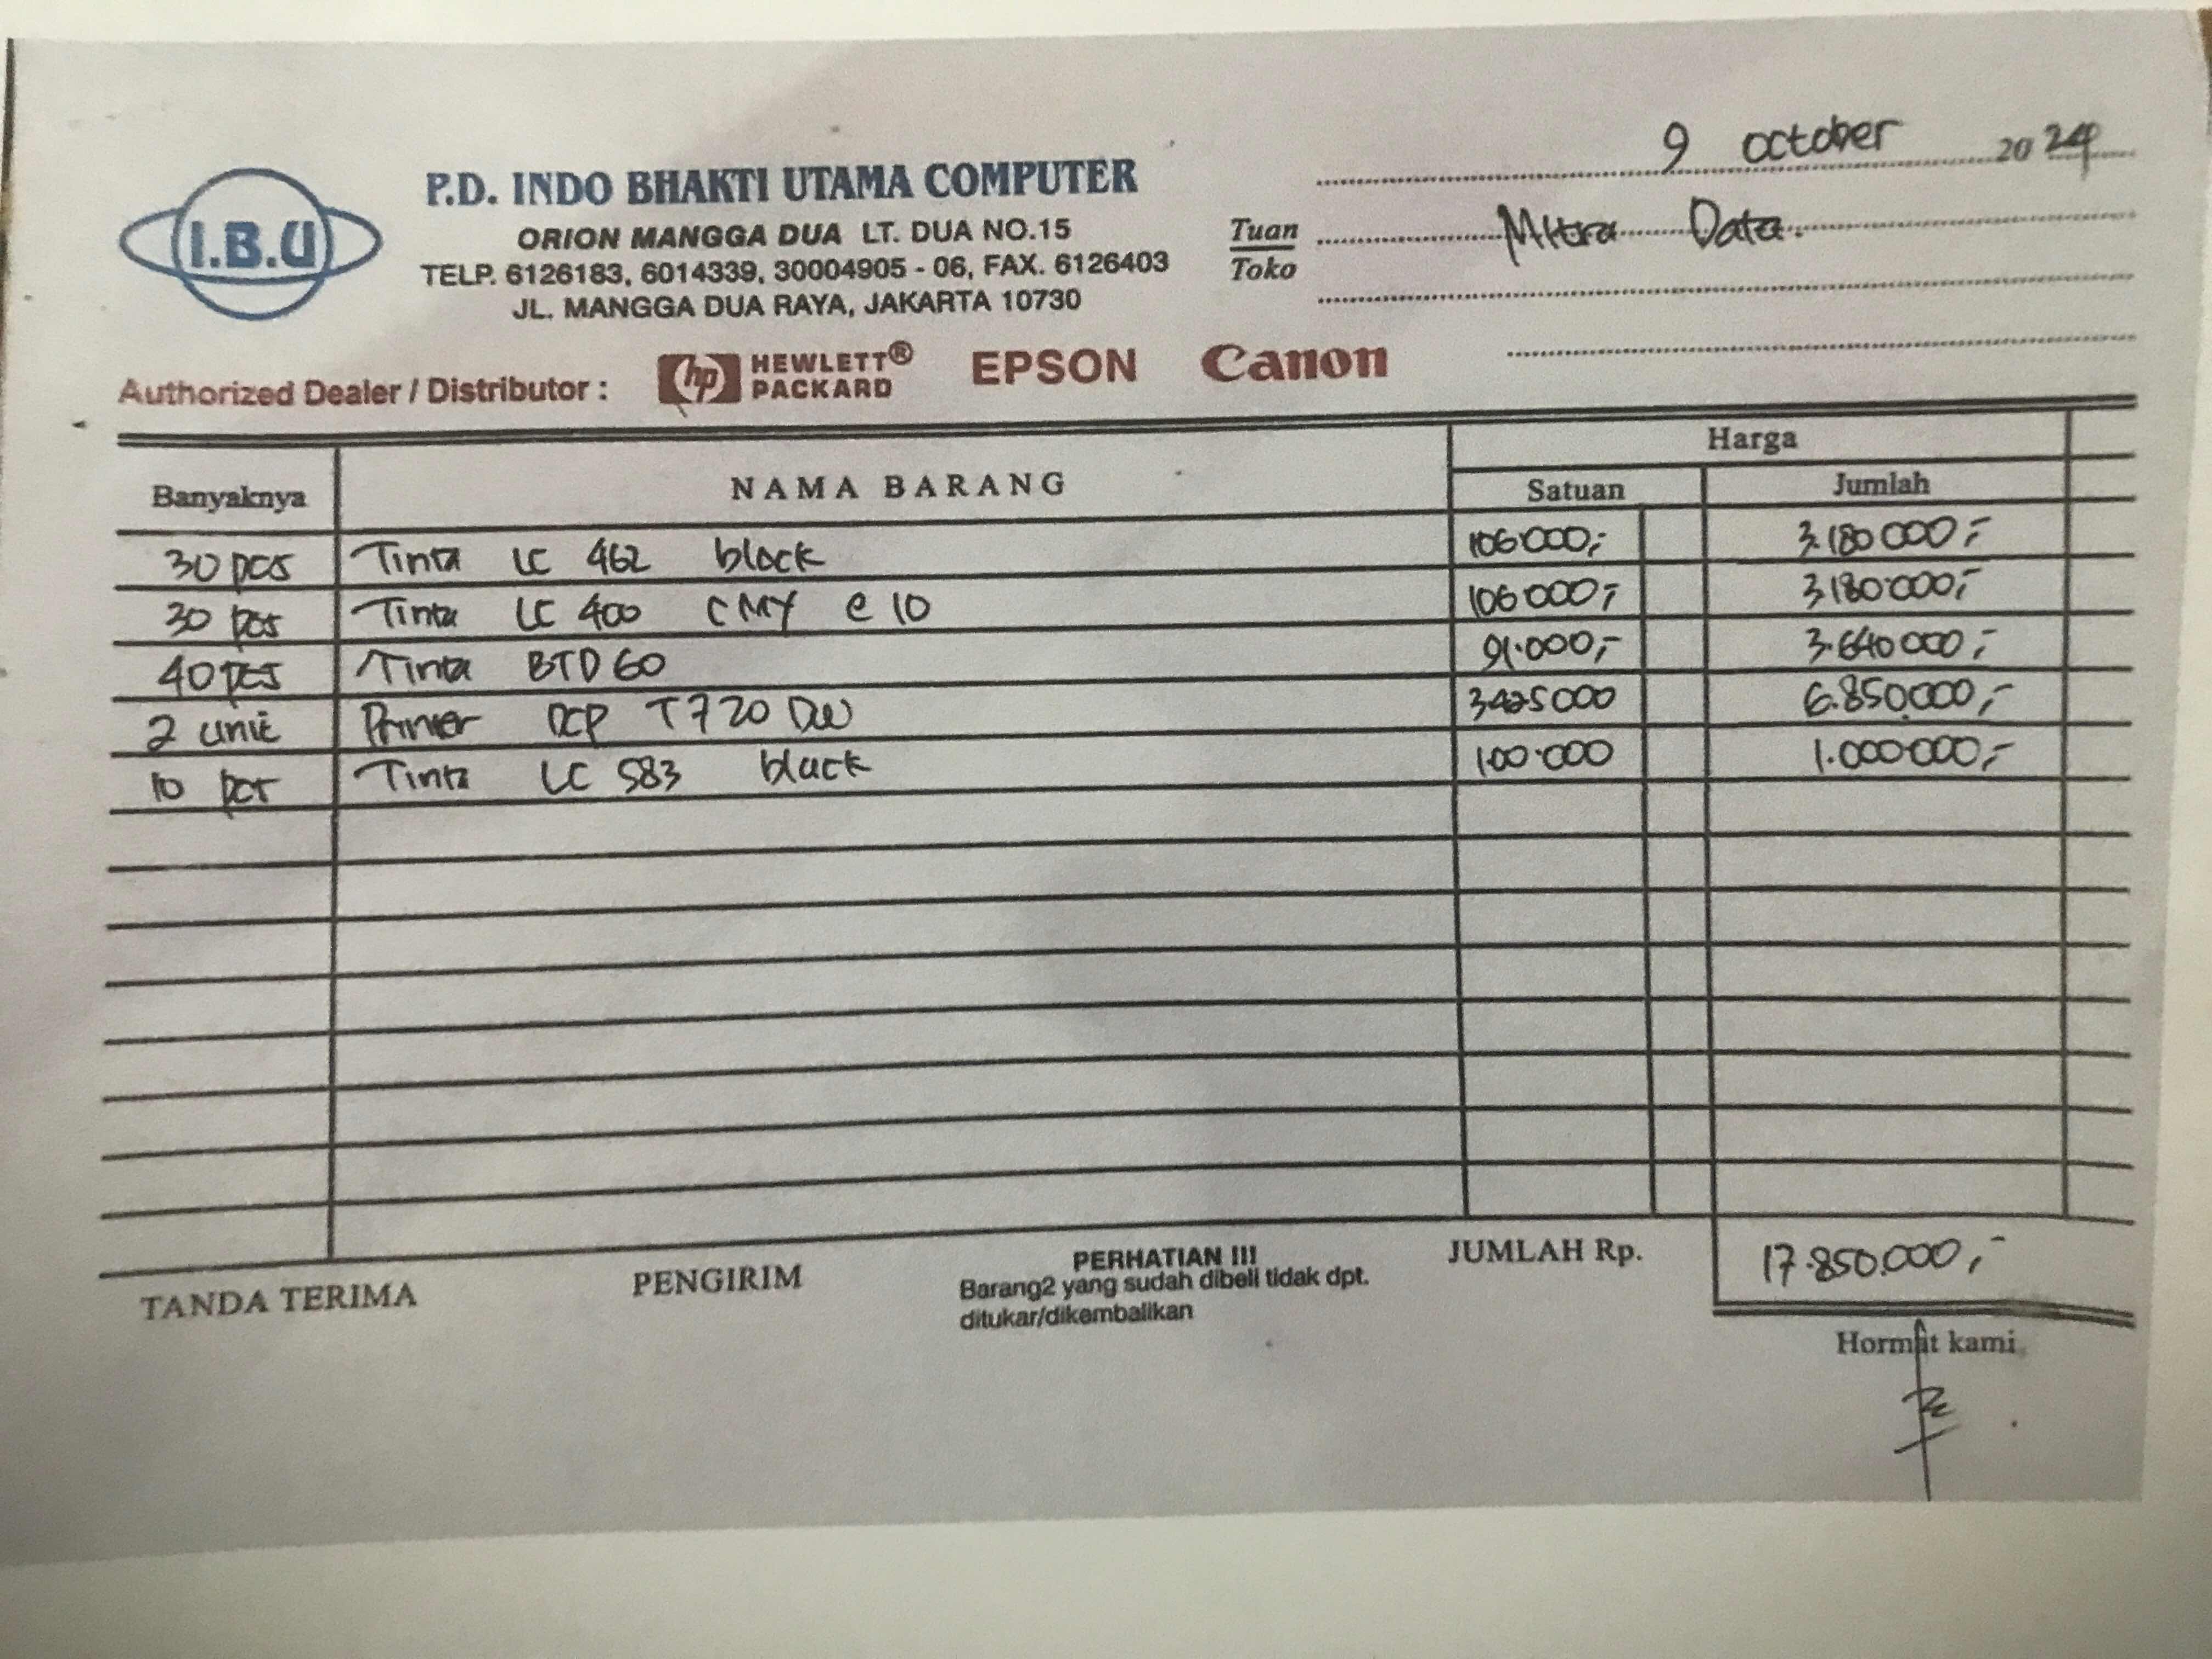 9 october 2024
I.B.U
P.D. INDO BHAKTI UTAMA COMPUTER
ORION MANGGA DUA LT. DUA NO.15
TELP. 6126183, 6014339, 30004905 - 06, FAX. 6126403
JL. MANGGA DUA RAYA, JAKARTA 10730
Tuan Mitra Data.
Toko
Authorized Dealer / Distributor : hp HEWLETT® PACKARD EPSON Canon
Banyaknya NAMA BARANG Harga
Satuan Jumlah
30 pcs Tinta LC 462 black 106.000,- 3.180.000,-
30 pcs Tinta LC 400 CMY @ 10 106.000,- 3.180.000,-
40 pcs Tinta BTD 60 91.000,- 3.640.000,-
2 unit Printer DCP T720 DW 3.425.000 6.850.000,-
10 pcs Tinta LC 583 black 100.000 1.000.000,-
JUMLAH Rp. 17.850.000,-
TANDA TERIMA PENGIRIM PERHATIAN !!!
Barang2 yang sudah dibeli tidak dpt.
ditukar/dikembalikan
Hormat kami